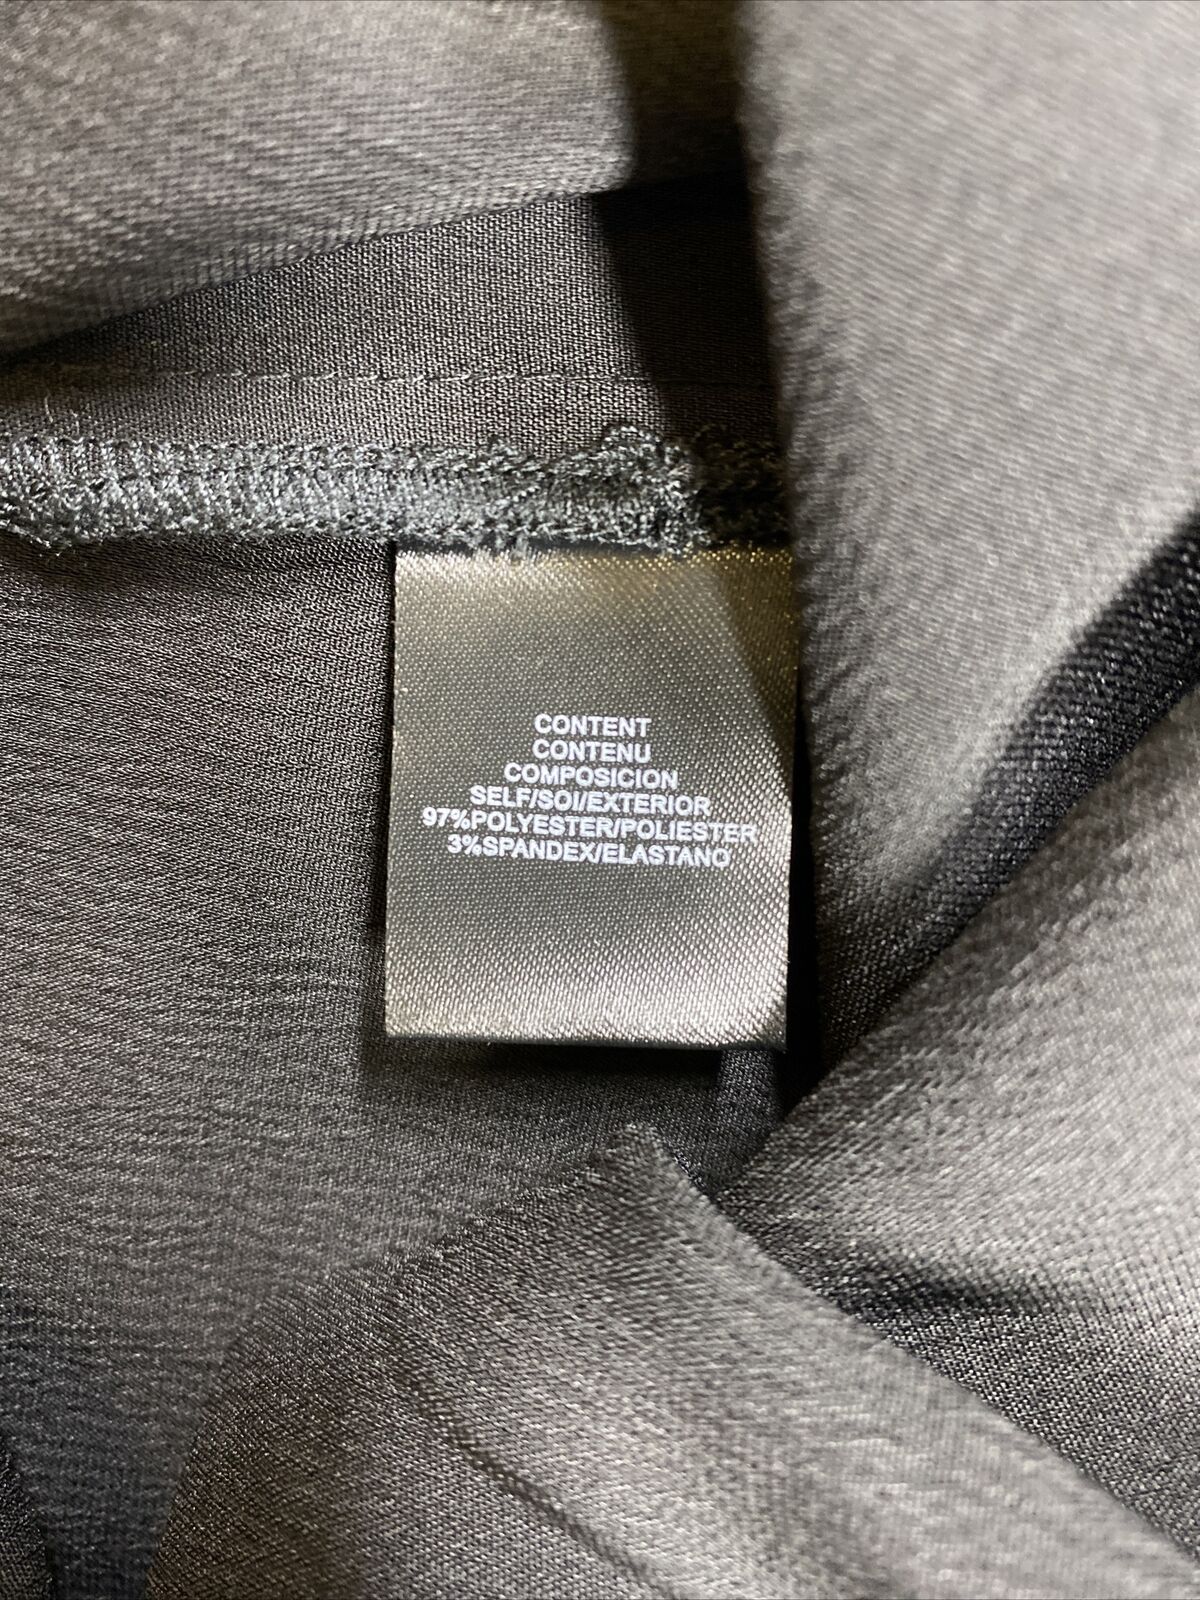 CONTENT
CONTENU
COMPOSICION
SELF/SOI/EXTERIOR
97%POLYESTER/POLIESTER
3%SPANDEX/ELASTANO